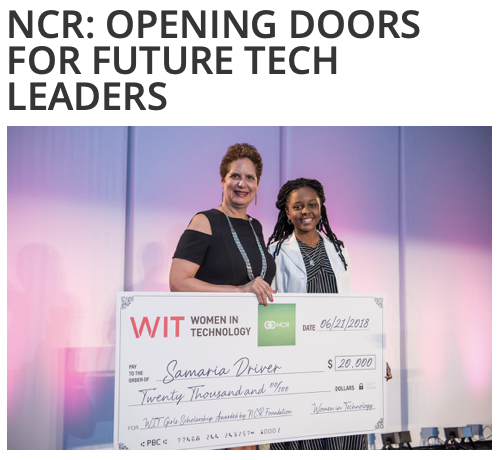 NCR: OPENING DOORS
FOR FUTURE TECH
LEADERS
WIT WOMEN IN
TECHNOLOGY
NCR
DATE 06/21/2018
PAY
TO THE
ORDER OF
Samaria Driver
$ 20,000
Twenty Thousand and 00/100
DOLLARS
FOR WIT Girls Scholarship Awarded by NCR Foundation
Women in Technology